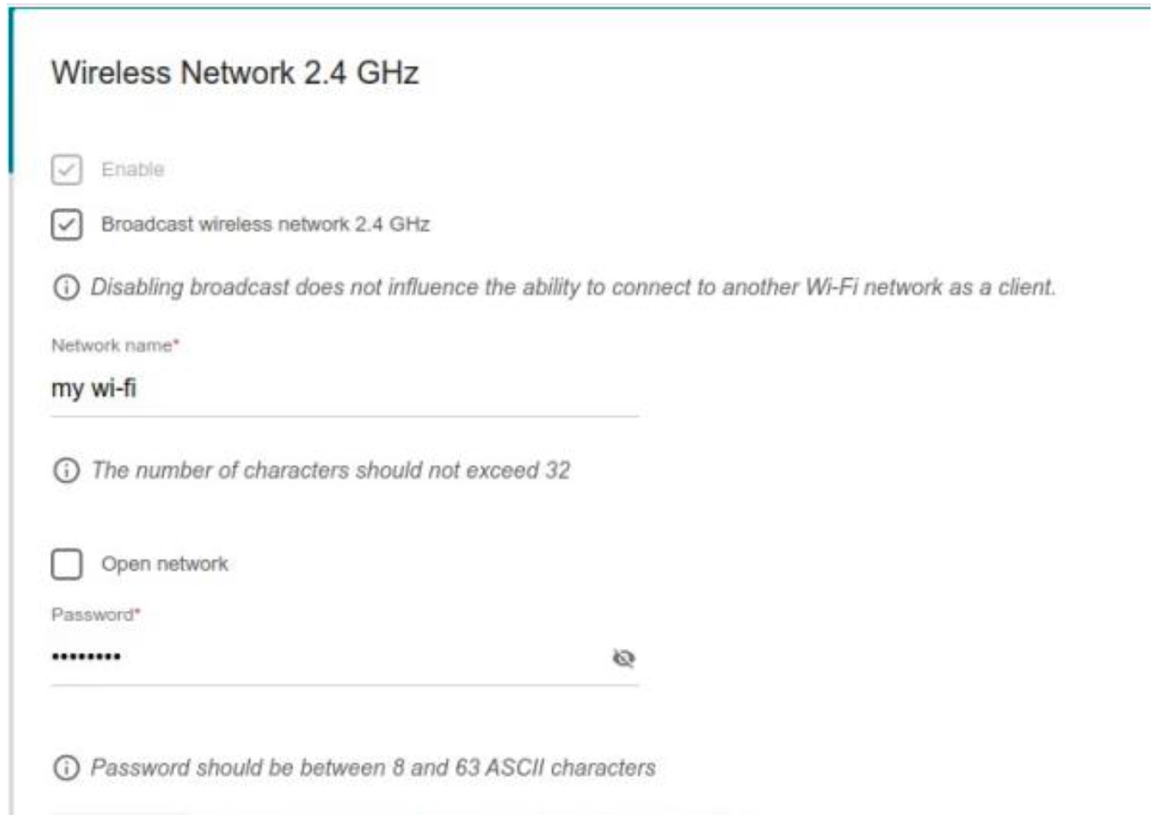 Wireless Network 2.4 GHz
Enable
Broadcast wireless network 2.4 GHz
Disabling broadcast does not influence the ability to connect to another Wi-Fi network as a client.
Network name*
my wi-fi
The number of characters should not exceed 32
Open network
Password*
••••••••
Password should be between 8 and 63 ASCII characters